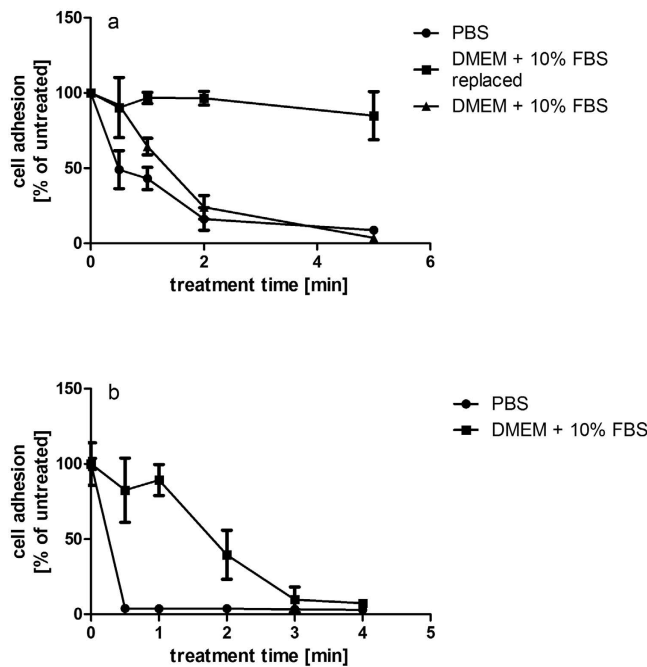 a
PBS
DMEM + 10% FBS
replaced
DMEM + 10% FBS
150
100
50
0
cell adhesion
[% of untreated]
0 2 4 6
treatment time [min]
b
PBS
DMEM + 10% FBS
150
100
50
0
cell adhesion
[% of untreated]
0 1 2 3 4 5
treatment time [min]